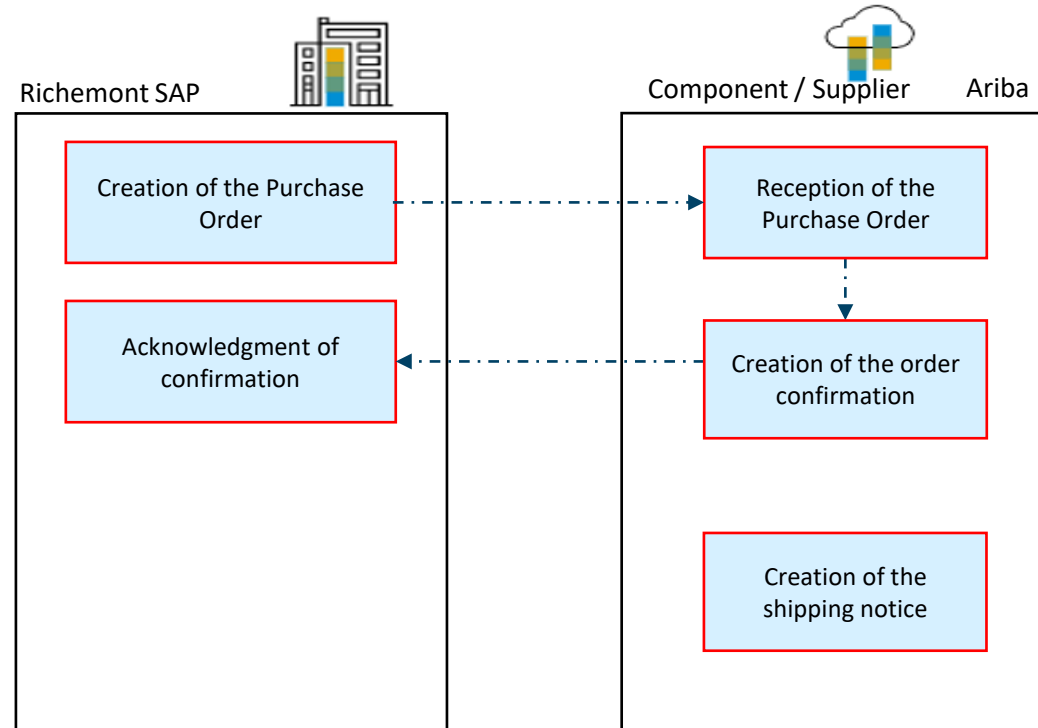 Richemont SAP
Component / Supplier Ariba
Creation of the Purchase
Order
Reception of the
Purchase Order
Acknowledgment of
confirmation
Creation of the order
confirmation
Creation of the
shipping notice